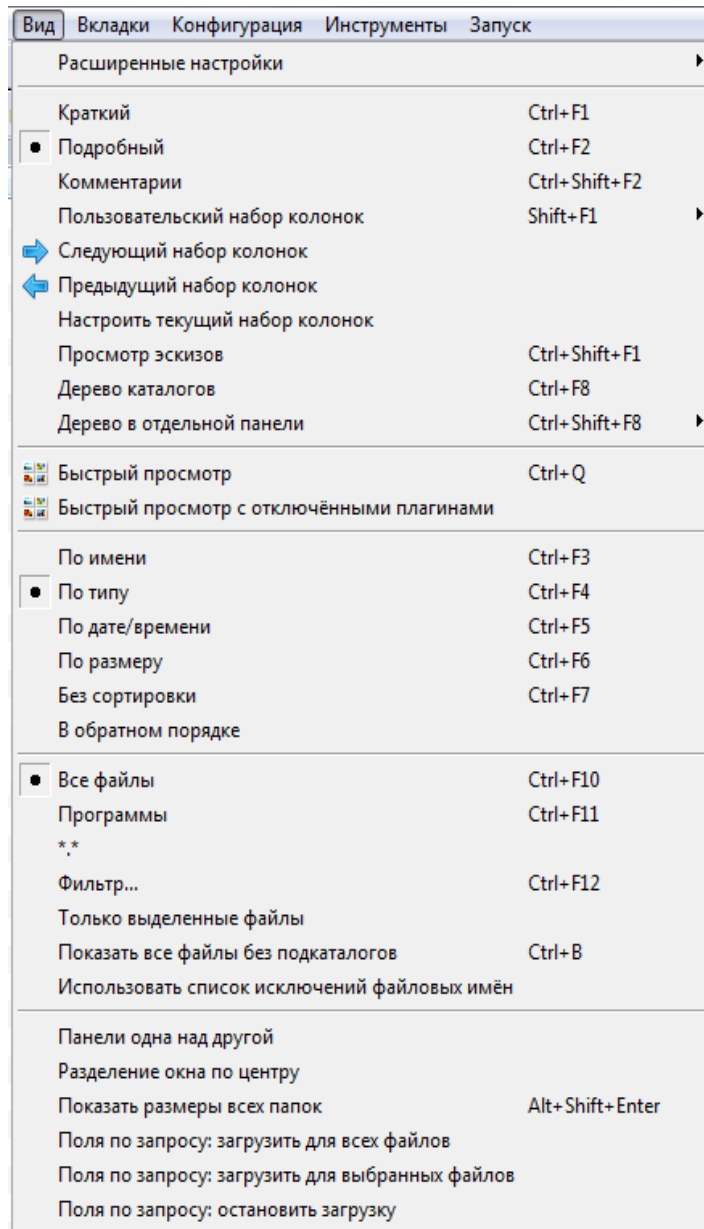 Вид Вкладки Конфигурация Инструменты Запуск
Расширенные настройки
Краткий Ctrl+F1
Подробный Ctrl+F2
Комментарии Ctrl+Shift+F2
Пользовательский набор колонок Shift+F1
Следующий набор колонок
Предыдущий набор колонок
Настроить текущий набор колонок
Просмотр эскизов Ctrl+Shift+F1
Дерево каталогов Ctrl+F8
Дерево в отдельной панели Ctrl+Shift+F8
Быстрый просмотр Ctrl+Q
Быстрый просмотр с отключёнными плагинами
По имени Ctrl+F3
По типу Ctrl+F4
По дате/времени Ctrl+F5
По размеру Ctrl+F6
Без сортировки Ctrl+F7
В обратном порядке
Все файлы Ctrl+F10
Программы Ctrl+F11
*.*
Фильтр... Ctrl+F12
Только выделенные файлы
Показать все файлы без подкаталогов Ctrl+B
Использовать список исключений файловых имён
Панели одна над другой
Разделение окна по центру
Показать размеры всех папок Alt+Shift+Enter
Поля по запросу: загрузить для всех файлов
Поля по запросу: загрузить для выбранных файлов
Поля по запросу: остановить загрузку